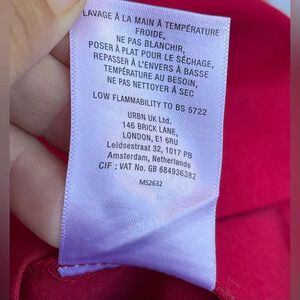 LAVAGE À LA MAIN À TEMPÉRATURE
FROIDE,
NE PAS BLANCHIR,
POSER À PLAT POUR LE SÉCHAGE,
REPASSER À L'ENVERS À BASSE
TEMPÉRATURE AU BESOIN,
NE PAS NETTOYER À SEC
LOW FLAMMABILITY TO BS 5722
URBN UK Ltd.
146 BRICK LANE,
LONDON, E1 6RU
Leidsestraat 32, 1017 PB
Amsterdam, Netherlands
CIF ; VAT No. GB 684936382
MS2632